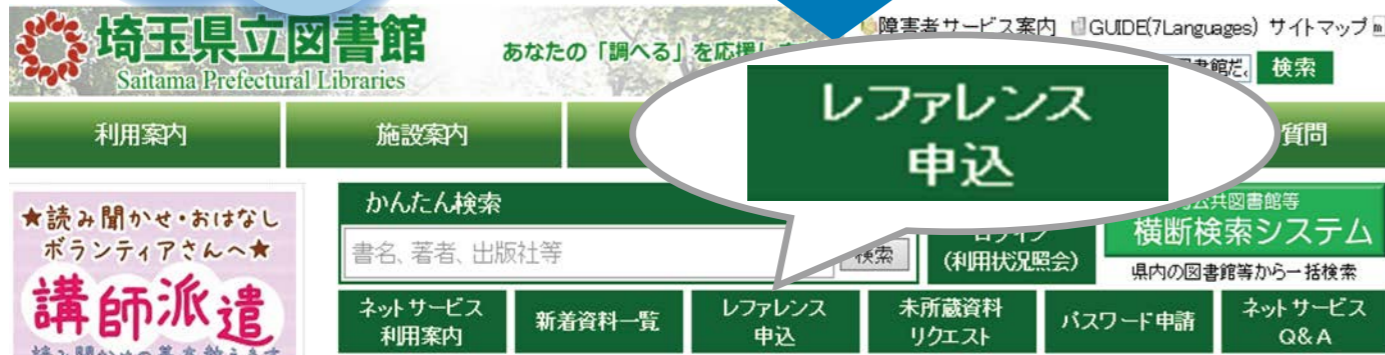 障害者サービス案内 GUIDE(7Languages) サイトマップ
埼玉県立図書館
Saitama Prefectural Libraries
あなたの「調べる」を応援し
検索
利用案内
施設案内
質問
レファレンス
申込
★読み聞かせ・おはなし
ボランティアさんへ★
講師派遣
かんたん検索
書名、著者、出版社等
検索
(利用状況照会)
公共図書館等
横断検索システム
県内の図書館等から一括検索
ネットサービス
利用案内
新着資料一覧
レファレンス
申込
未所蔵資料
リクエスト
パスワード申請
ネットサービス
Q&A